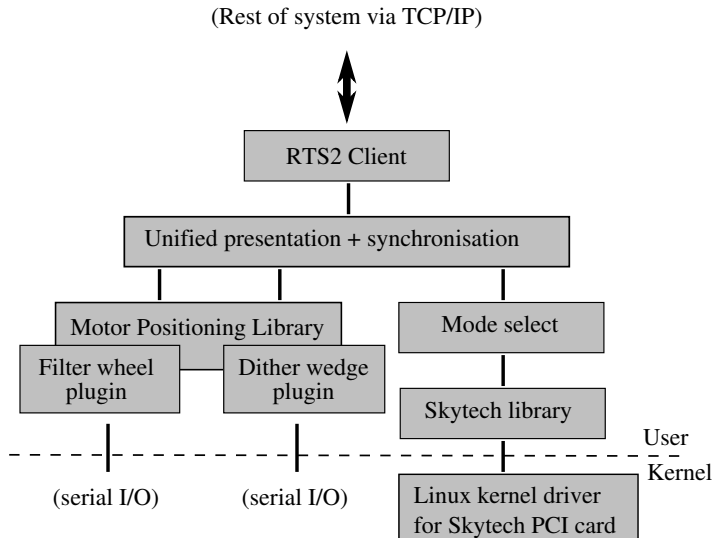 (Rest of system via TCP/IP)
RTS2 Client
Unified presentation + synchronisation
Motor Positioning Library
Mode select
Filter wheel
plugin
Dither wedge
plugin
Skytech library
User
Kernel
(serial I/O)
(serial I/O)
Linux kernel driver
for Skytech PCI card